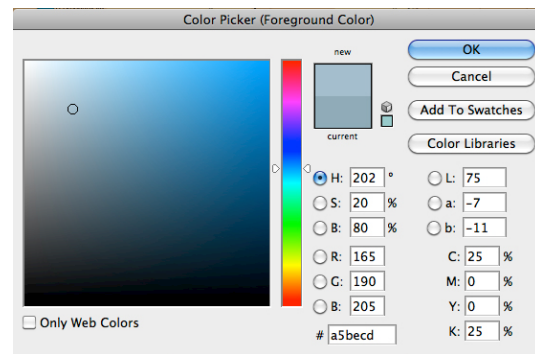 Color Picker (Foreground Color)
new
current
OK
Cancel
Add To Swatches
Color Libraries
H: 202 °
S: 20 %
B: 80 %
R: 165
G: 190
B: 205
# a5becd
L: 75
a: -7
b: -11
C: 25 %
M: 0 %
Y: 0 %
K: 25 %
Only Web Colors